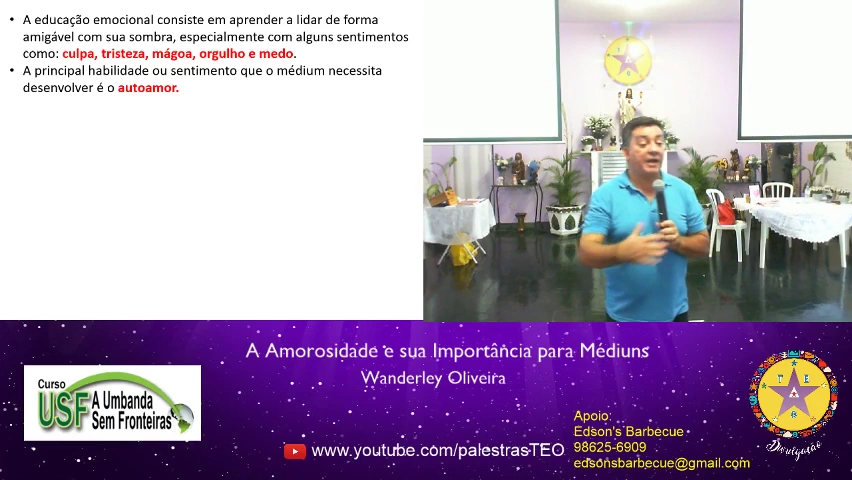 • A educação emocional consiste em aprender a lidar de forma
amigável com sua sombra, especialmente com alguns sentimentos
como: culpa, tristeza, mágoa, orgulho e medo.
• A principal habilidade ou sentimento que o médium necessita
desenvolver é o autoamor.
A Amorosidade e sua Importância para Médiuns
Wanderley Oliveira
Curso
USF A Umbanda
Sem Fronteiras
www.youtube.com/palestrasTEO
Apoio:
Edson's Barbecue
98625-6909
edsonsbarbecue@gmail.com
Divulgação